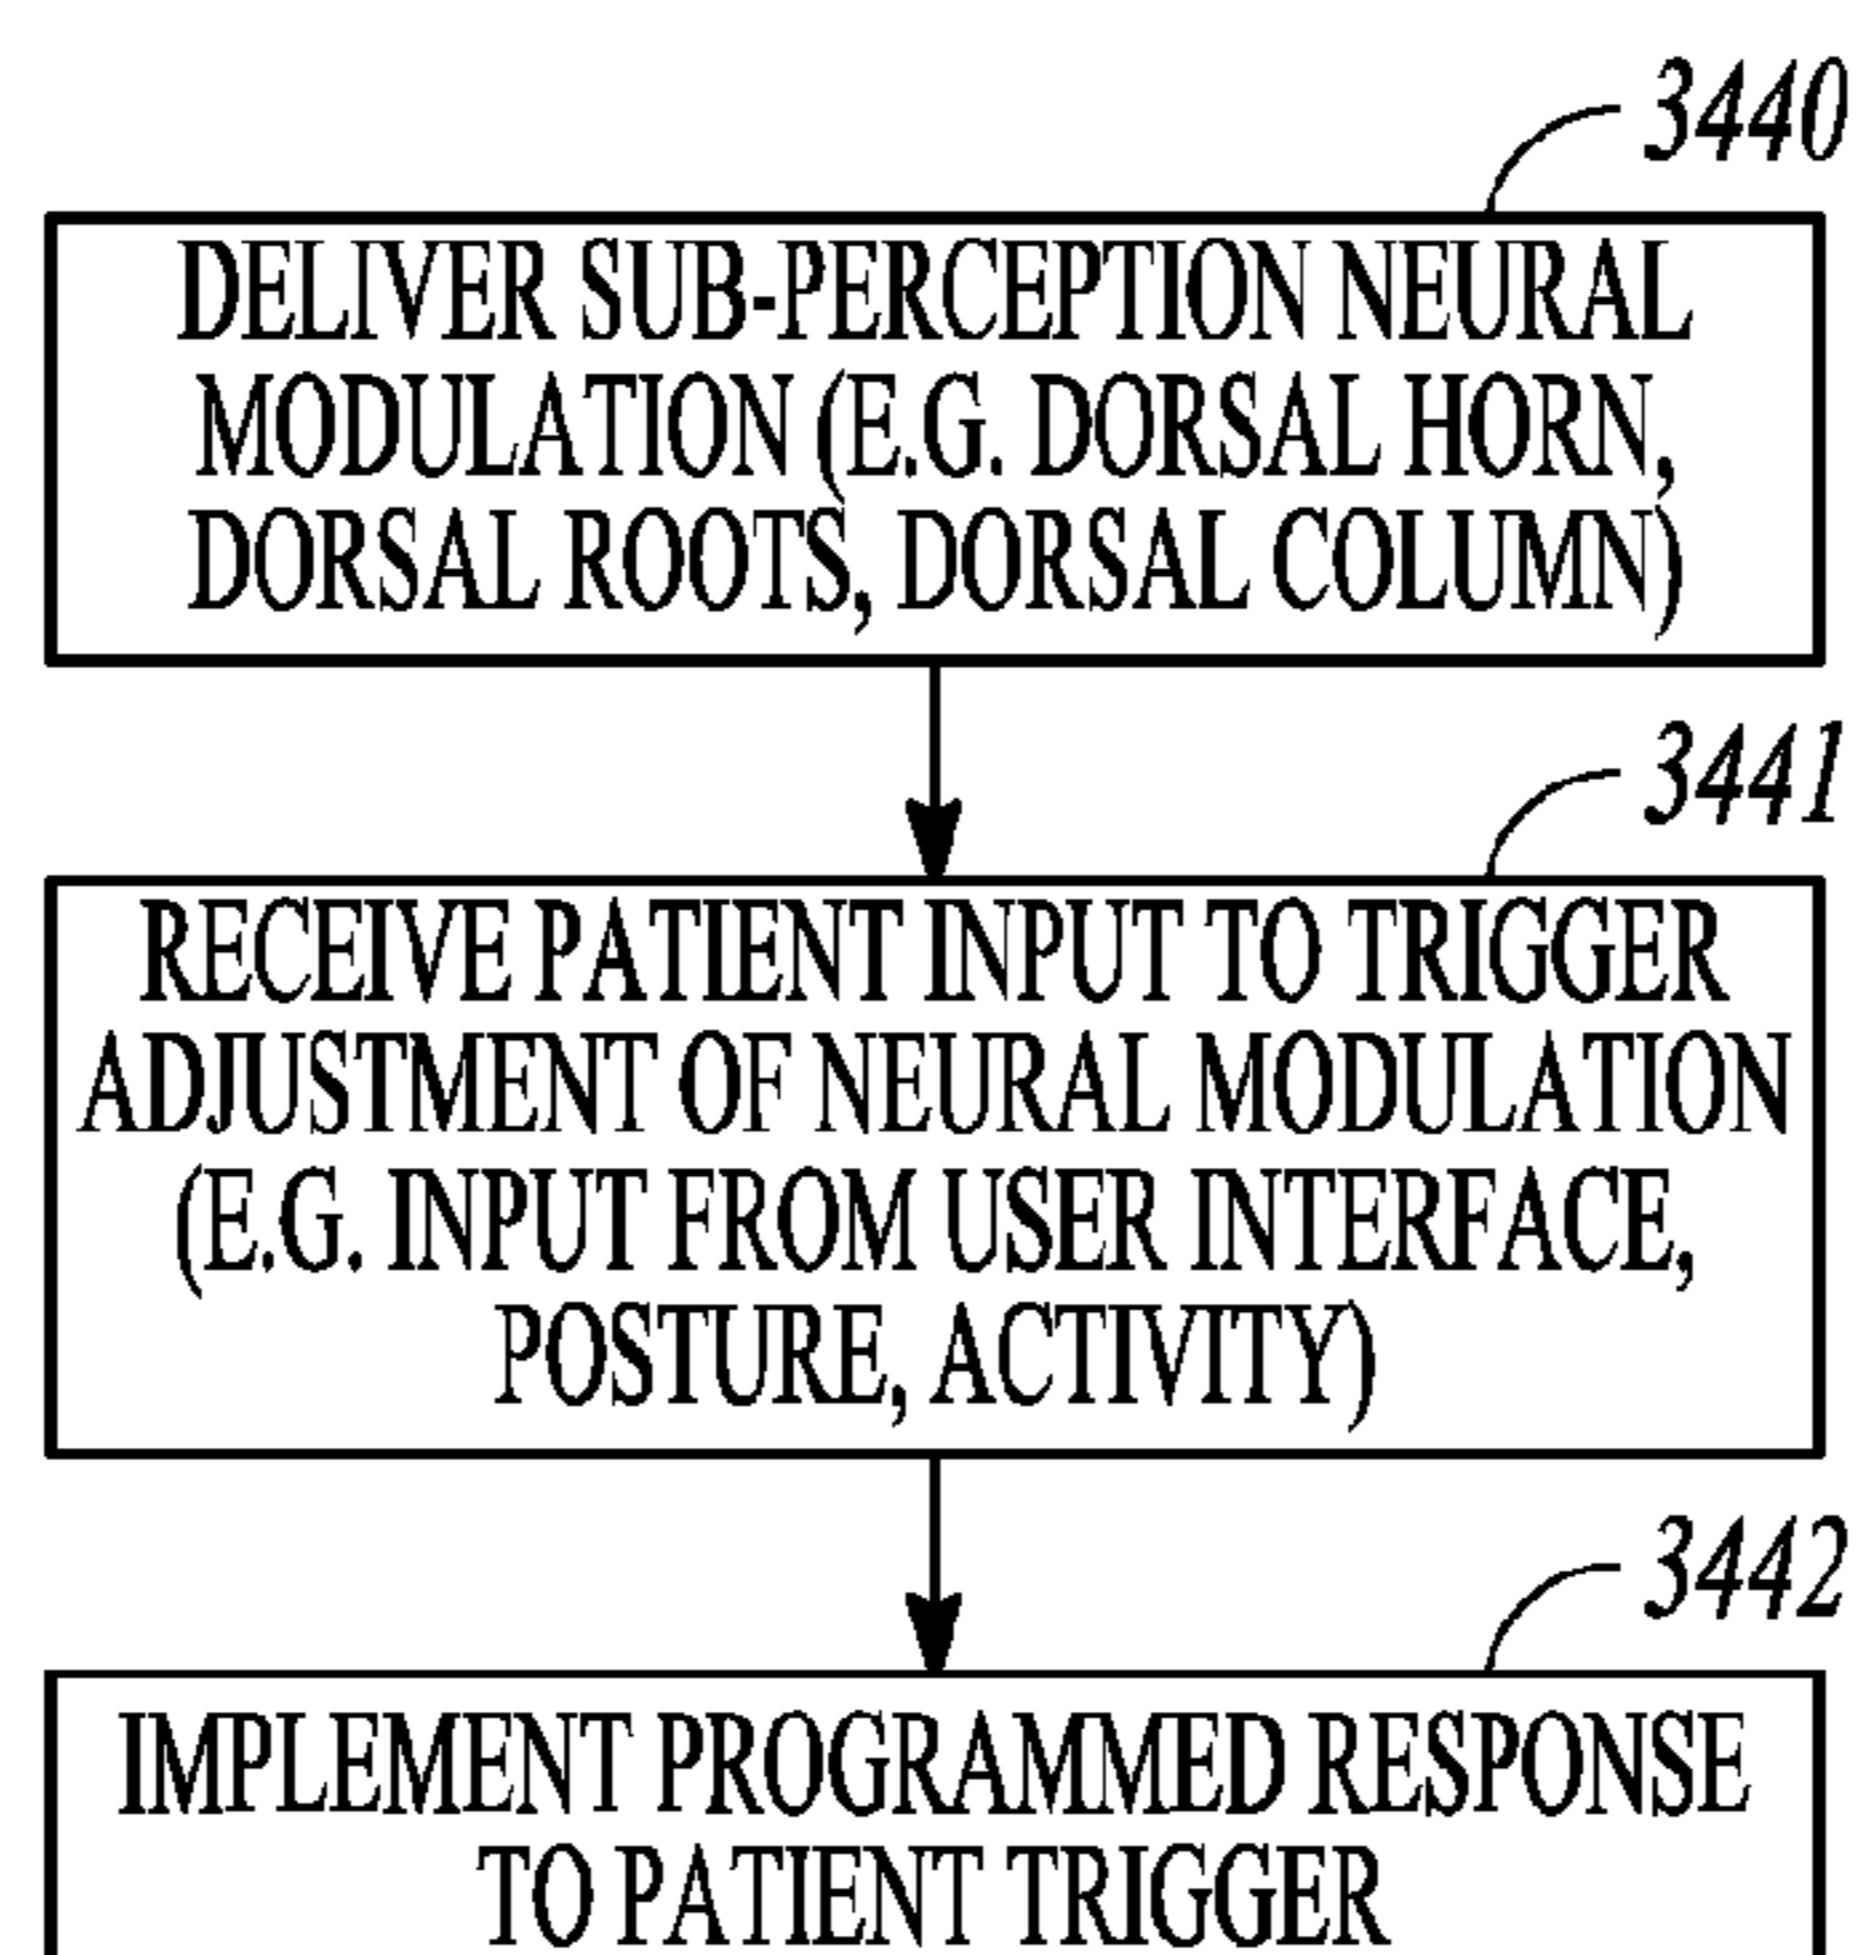 3440
DELIVER SUB-PERCEPTION NEURAL
MODULATION (E.G. DORSAL HORN,
DORSAL ROOTS, DORSAL COLUMN)
3441
RECEIVE PATIENT INPUT TO TRIGGER
ADJUSTMENT OF NEURAL MODULATION
(E.G. INPUT FROM USER INTERFACE,
POSTURE, ACTIVITY)
3442
IMPLEMENT PROGRAMMED RESPONSE
TO PATIENT TRIGGER